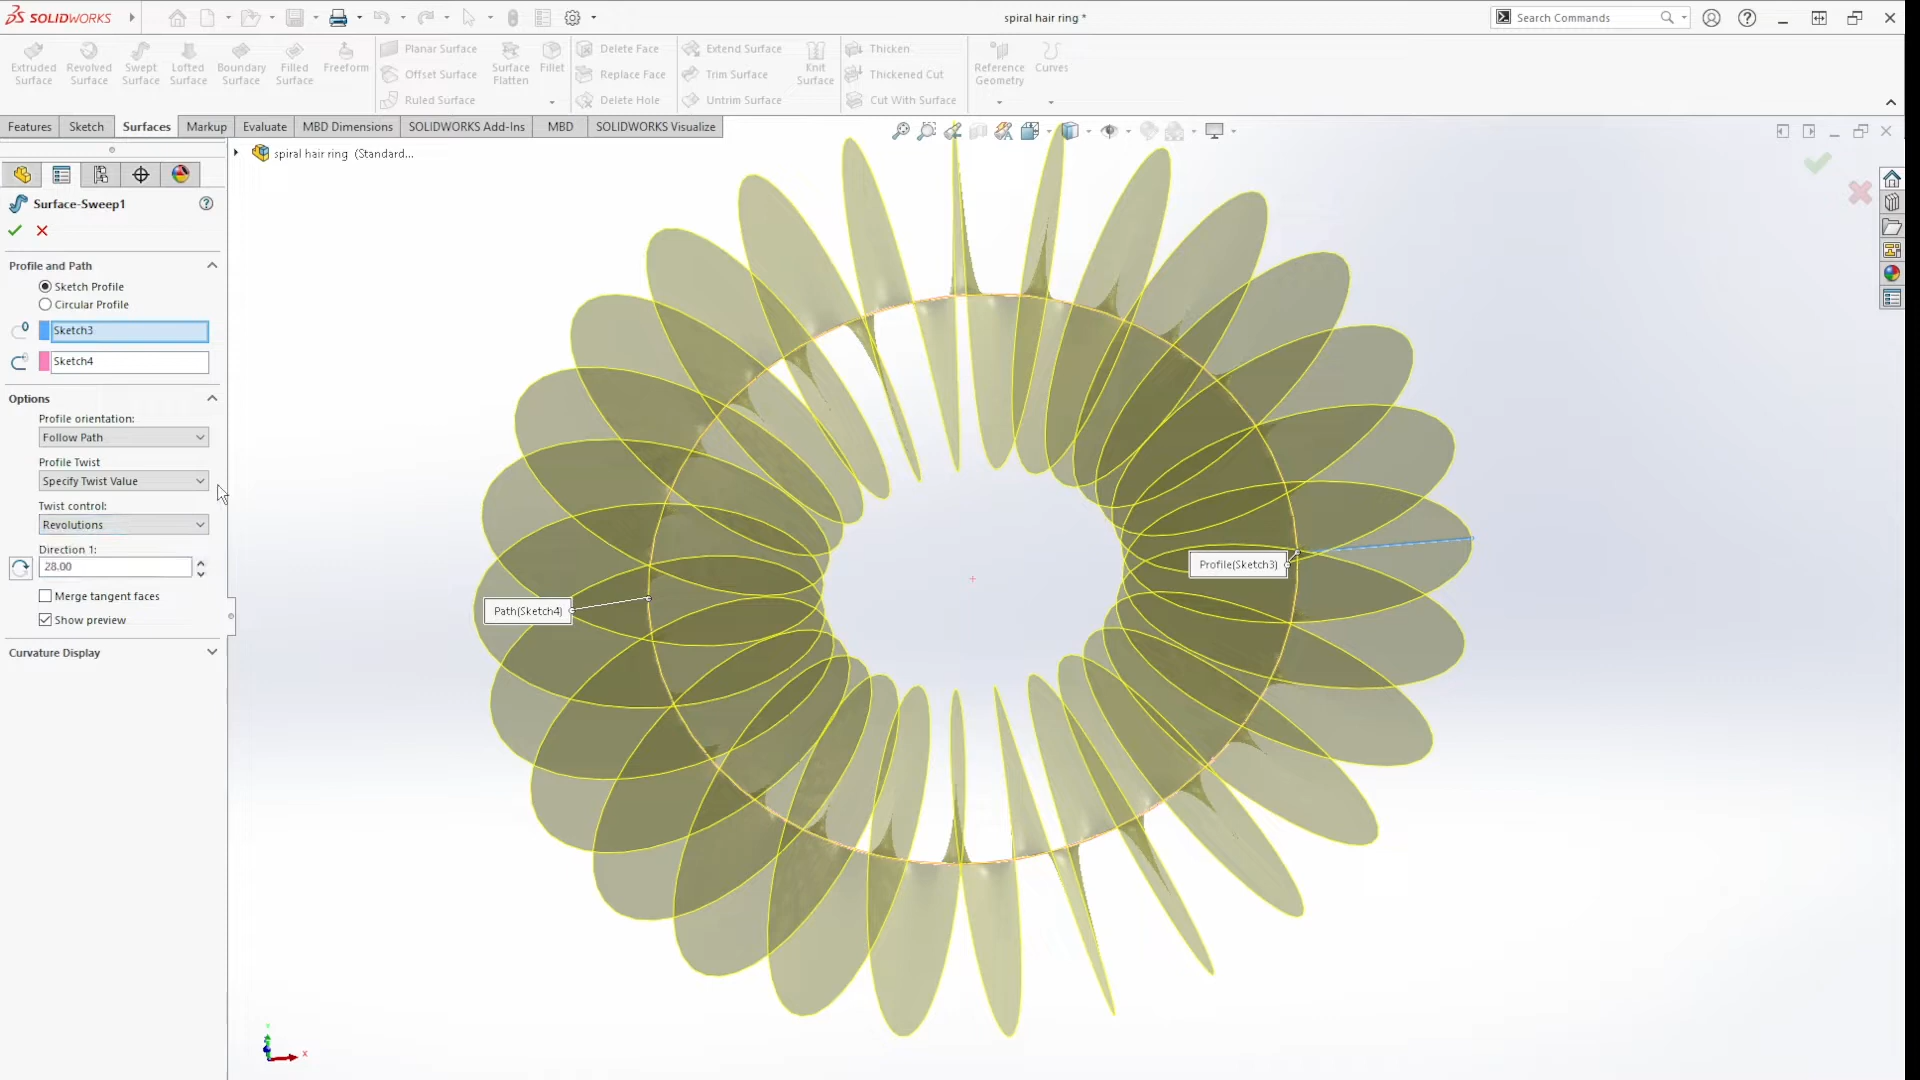 SOLIDWORKS
spiral hair ring *
Search Commands
Extruded Surface
Revolved Surface
Swept Surface
Lofted Surface
Boundary Surface
Filled Surface
Freeform
Planar Surface
Offset Surface
Ruled Surface
Surface Flatten
Fillet
Delete Face
Replace Face
Delete Hole
Extend Surface
Trim Surface
Untrim Surface
Knit Surface
Thicken
Thickened Cut
Cut With Surface
Reference Geometry
Curves
Features
Sketch
Surfaces
Markup
Evaluate
MBD Dimensions
SOLIDWORKS Add-Ins
MBD
SOLIDWORKS Visualize
spiral hair ring (Standard...
Surface-Sweep1
Profile and Path
Sketch Profile
Circular Profile
Sketch3
Sketch4
Options
Profile orientation:
Follow Path
Profile Twist
Specify Twist Value
Twist control:
Revolutions
Direction 1:
28.00
Merge tangent faces
Show preview
Curvature Display
Profile(Sketch3)
Path(Sketch4)
x